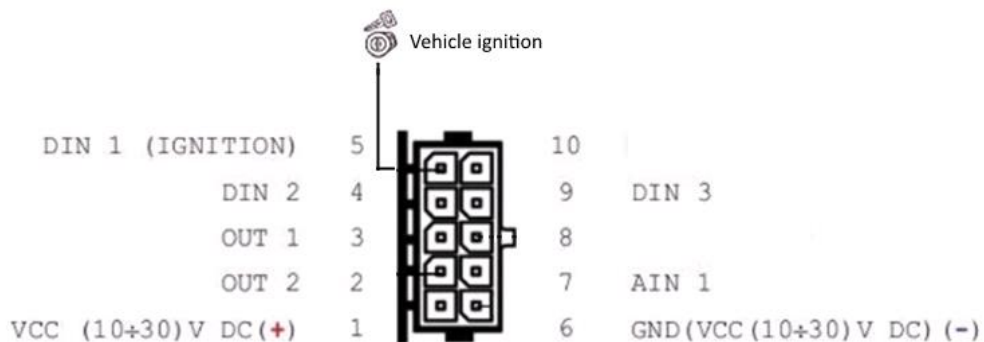 Vehicle ignition
DIN 1 (IGNITION) 5 10
DIN 2 4 9 DIN 3
OUT 1 3 8
OUT 2 2 7 AIN 1
VCC (10÷30)V DC(+) 1 6 GND(VCC(10÷30)V DC)(-)